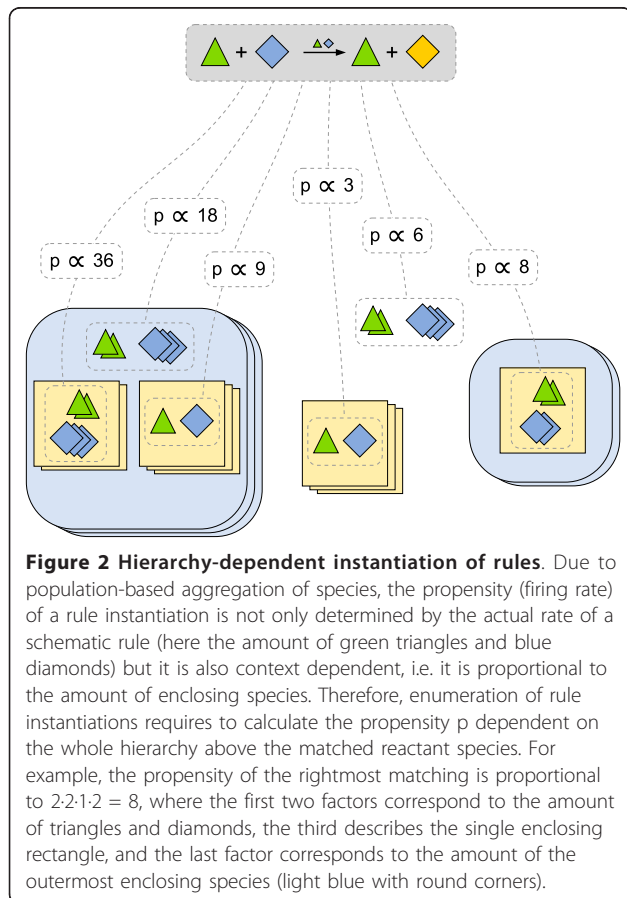 +
+
p ∝ 3
p ∝ 18
p ∝ 6
p ∝ 36
p ∝ 9
p ∝ 8
Figure 2 Hierarchy-dependent instantiation of rules. Due to
population-based aggregation of species, the propensity (firing
rate) of a rule instantiation is not only determined by the actual rate of a
schematic rule (here the amount of green triangles and blue
diamonds) but it is also context dependent, i.e. it is proportional to
the amount of enclosing species. Therefore, enumeration of rule
instantiations requires to calculate the propensity p dependent on
the whole hierarchy above the matched reactant species. For
example, the propensity of the rightmost matching is proportional
to 2·2·1·2 = 8, where the first two factors correspond to the amount
of triangles and diamonds, the third describes the single enclosing
rectangle, and the last factor corresponds to the amount of the
outermost enclosing species (light blue with round corners).